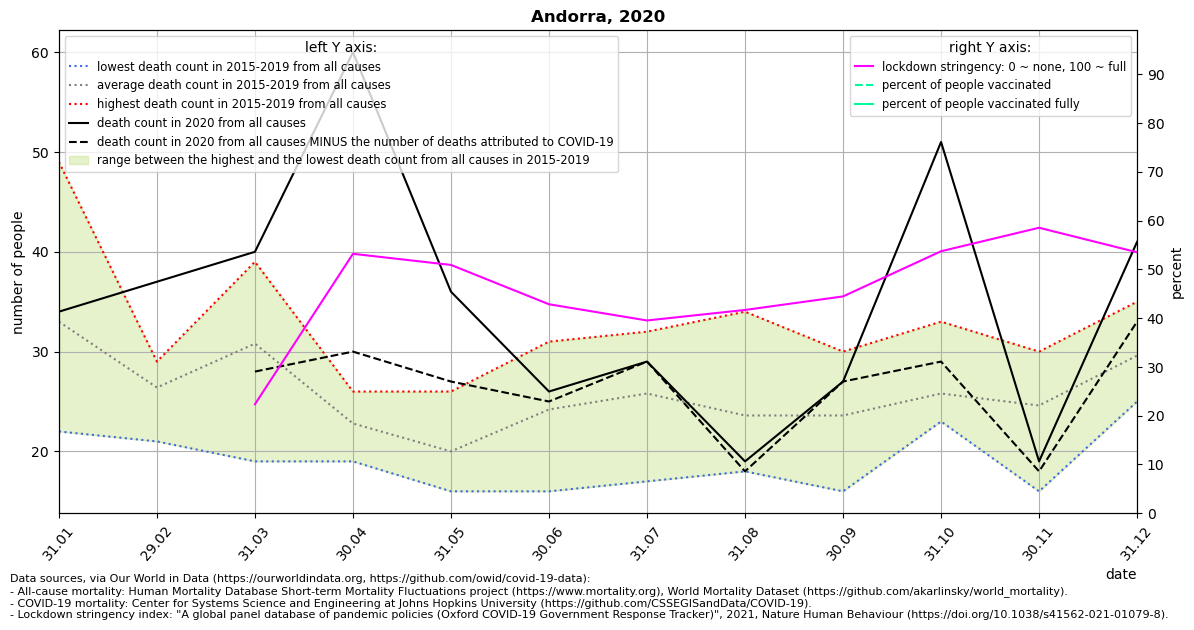 Andorra, 2020
left Y axis:
lowest death count in 2015-2019 from all causes
average death count in 2015-2019 from all causes
highest death count in 2015-2019 from all causes
death count in 2020 from all causes
death count in 2020 from all causes MINUS the number of deaths attributed to COVID-19
range between the highest and the lowest death count from all causes in 2015-2019
right Y axis:
lockdown stringency: 0 ~ none, 100 ~ full
percent of people vaccinated
percent of people vaccinated fully
number of people
60
50
40
30
20
percent
90
80
70
60
50
40
30
20
10
0
31.01
29.02
31.03
30.04
31.05
30.06
31.07
31.08
30.09
31.10
30.11
31.12
date
Data sources, via Our World in Data (https://ourworldindata.org, https://github.com/owid/covid-19-data):
- All-cause mortality: Human Mortality Database Short-term Mortality Fluctuations project (https://www.mortality.org), World Mortality Dataset (https://github.com/akarlinsky/world_mortality).
- COVID-19 mortality: Center for Systems Science and Engineering at Johns Hopkins University (https://github.com/CSSEGISandData/COVID-19).
- Lockdown stringency index: "A global panel database of pandemic policies (Oxford COVID-19 Government Response Tracker)", 2021, Nature Human Behaviour (https://doi.org/10.1038/s41562-021-01079-8).